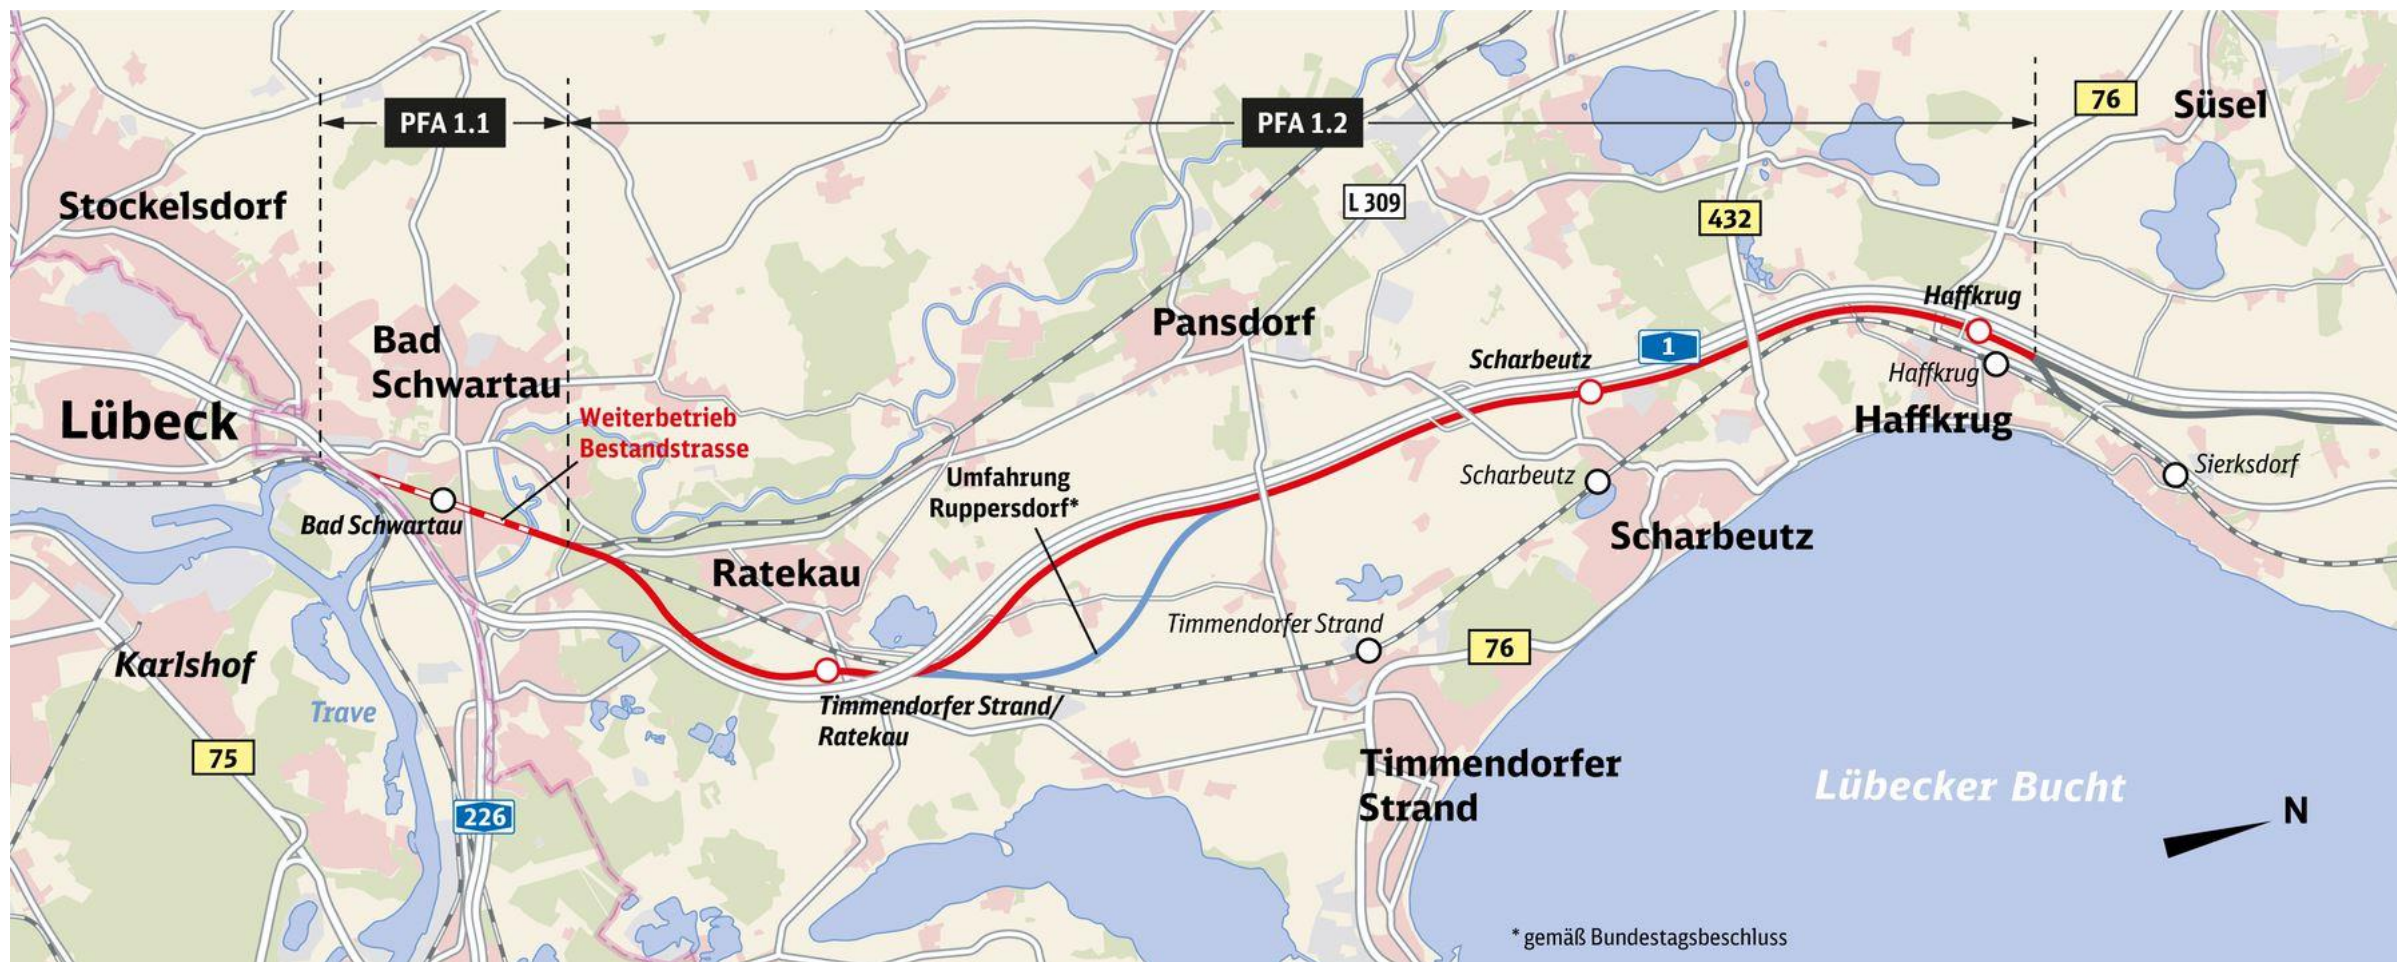 PFA 1.1
PFA 1.2
76
Süsel
Stockelsdorf
L 309
432
Haffkrug
Bad
Schwartau
Pansdorf
1
Scharbeutz
Haffkrug
Haffkrug
Lübeck
Weiterbetrieb
Bestandstrasse
Umfahrung
Ruppersdorf*
Scharbeutz
Sierksdorf
Bad Schwartau
Scharbeutz
Ratekau
Timmendorfer Strand
76
Karlshof
Trave
Timmendorfer Strand/
Ratekau
75
226
Timmendorfer
Strand
Lübecker Bucht
N
* gemäß Bundestagsbeschluss